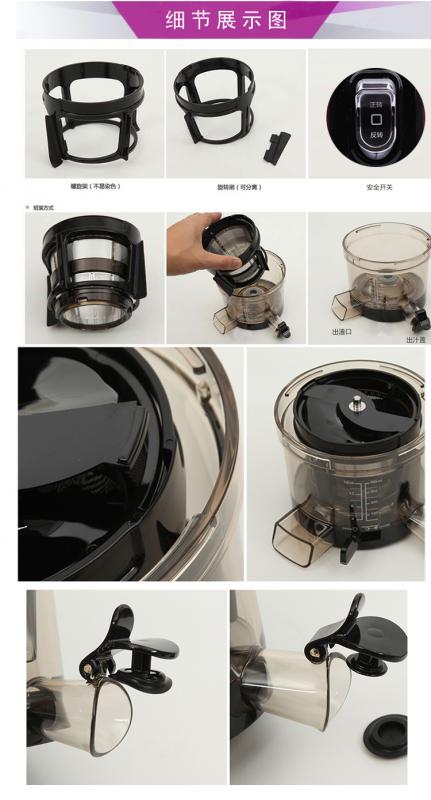 细节展示图
正转
反转
螺旋架（不易染色）
旋转刷（可分离）
安全开关
※ 组装方式
出渣口
出汁盖